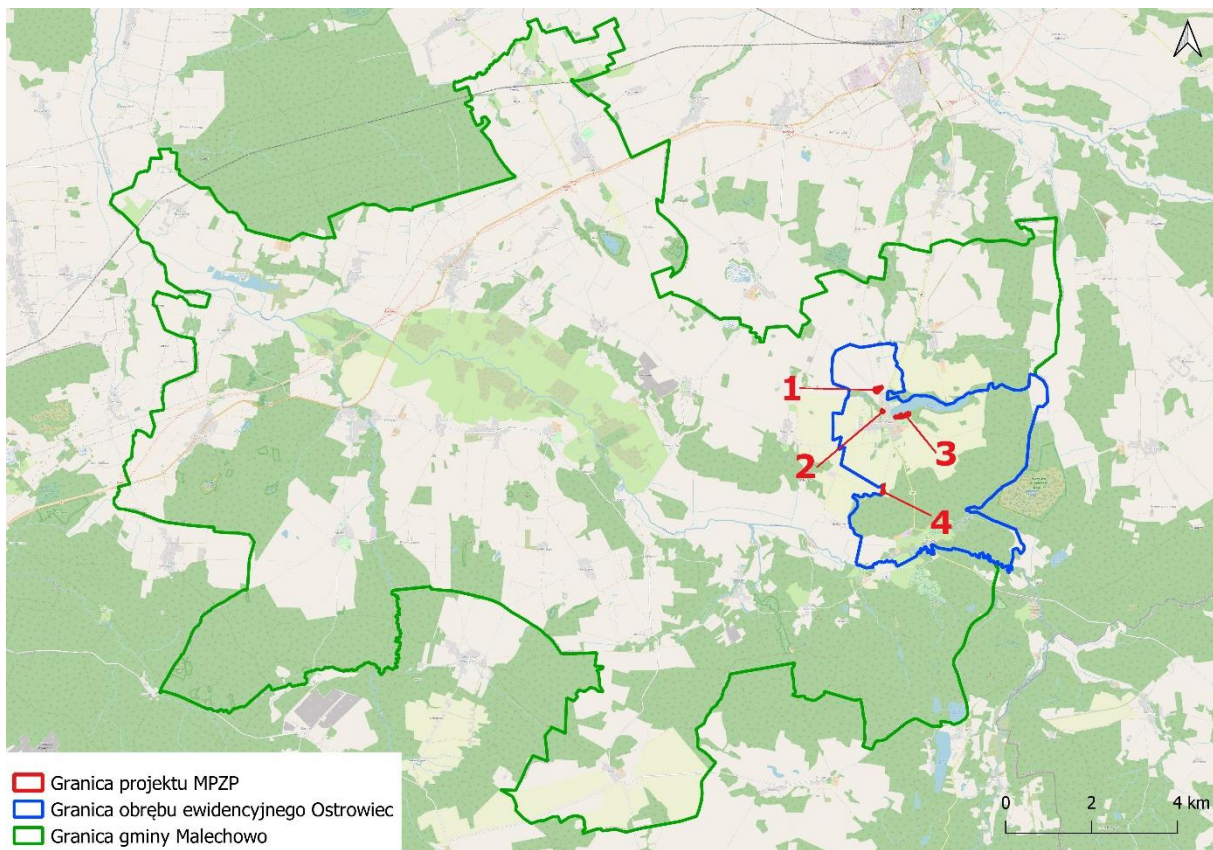 1
2
3
4
Granica projektu MPZP
Granica obrębu ewidencyjnego Ostrowiec
Granica gminy Malechowo
0 2 4 km